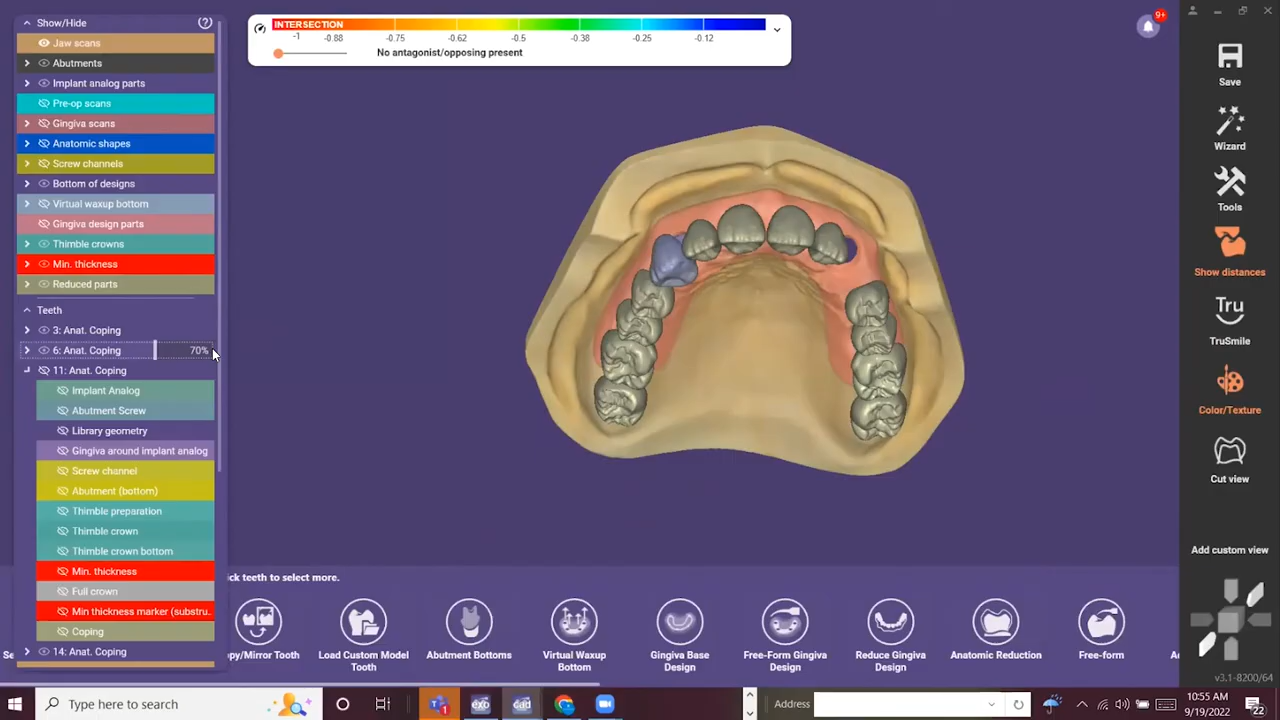 Show/Hide
Jaw scans
Abutments
Implant analog parts
Pre-op scans
Gingiva scans
Anatomic shapes
Screw channels
Bottom of designs
Virtual waxup bottom
Gingiva design parts
Thimble crowns
Min. thickness
Reduced parts
Teeth
3: Anat. Coping
6: Anat. Coping 70%
11: Anat. Coping
Implant Analog
Abutment Screw
Library geometry
Gingiva around implant analog
Screw channel
Abutment (bottom)
Thimble preparation
Thimble crown
Thimble crown bottom
Min. thickness
Full crown
Min thickness marker (substru..
Coping
14: Anat. Coping
INTERSECTION
-1 -0.88 -0.75 -0.62 -0.5 -0.38 -0.25 -0.12
No antagonist/opposing present
9+
Save
Wizard
Tools
Show distances
Tru
TruSmile
Color/Texture
Cut view
Add custom view
v3.1-8200/64
ick teeth to select more.
Se
opy/Mirror Tooth
Load Custom Model
Tooth
Abutment Bottoms
Virtual Waxup
Bottom
Gingiva Base
Design
Free-Form Gingiva
Design
Reduce Gingiva
Design
Anatomic Reduction
Free-form
Type here to search
exo
cad
Address
10:55 AM
9/19/2022
22